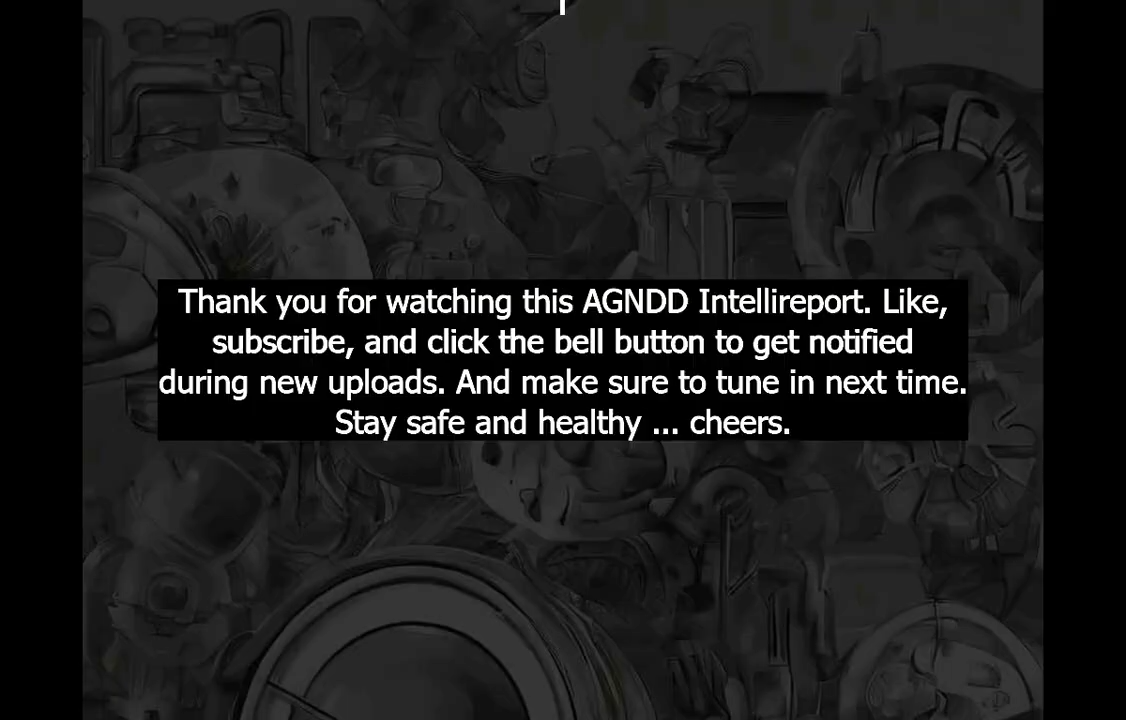 Thank you for watching this AGNDD Intellireport. Like,
subscribe, and click the bell button to get notified
during new uploads. And make sure to tune in next time.
Stay safe and healthy ... cheers.